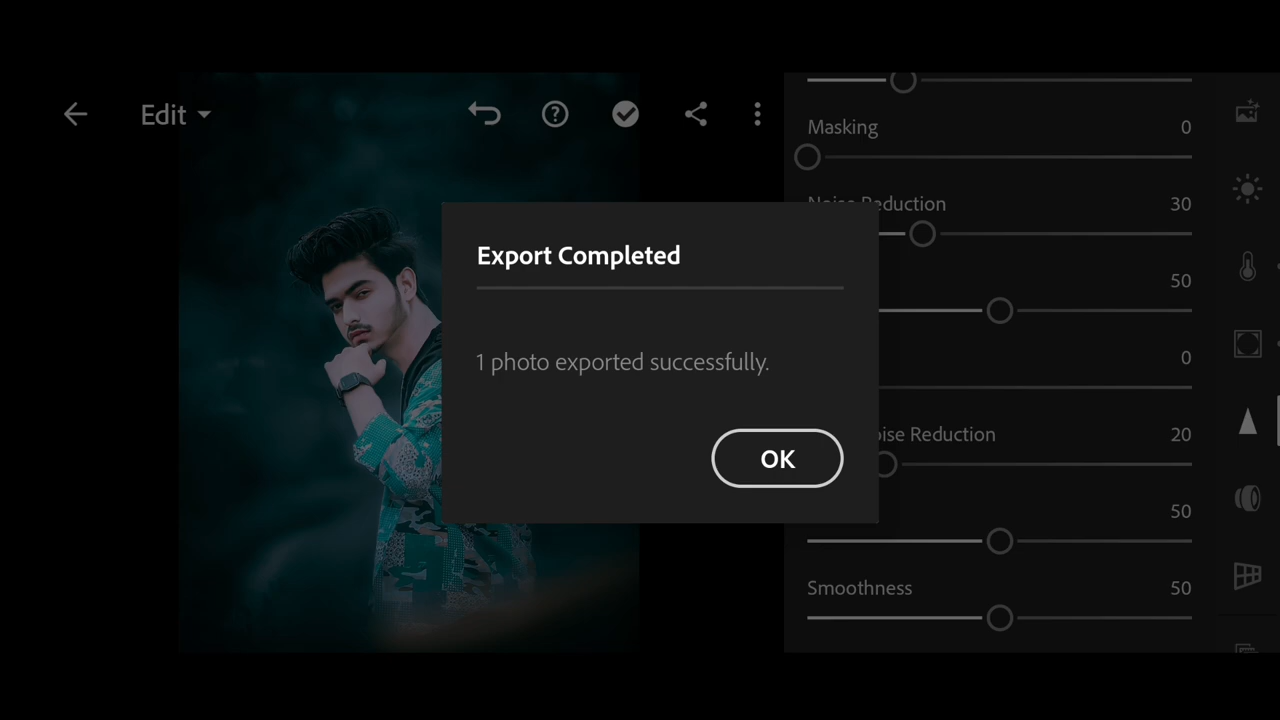 Edit
Masking 0
Noise Reduction 30
50
0
oise Reduction 20
50
Smoothness 50
Export Completed
1 photo exported successfully.
OK